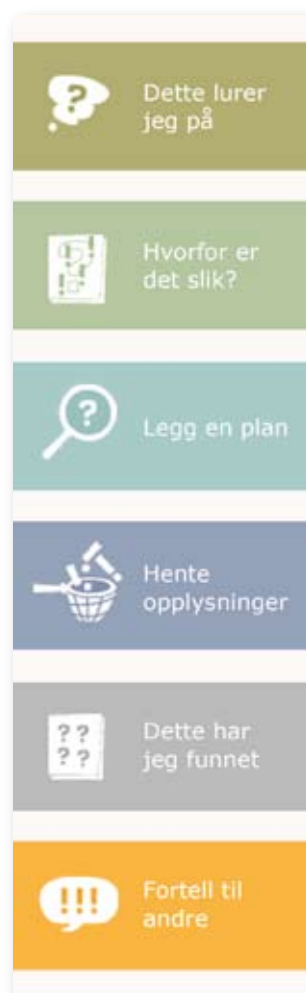 ?
Dette lurer
jeg på
Hvorfor er
det slik?
?
Legg en plan
Hente
opplysninger
? ?
? ?
Dette har
jeg funnet
!!!
Fortell til
andre